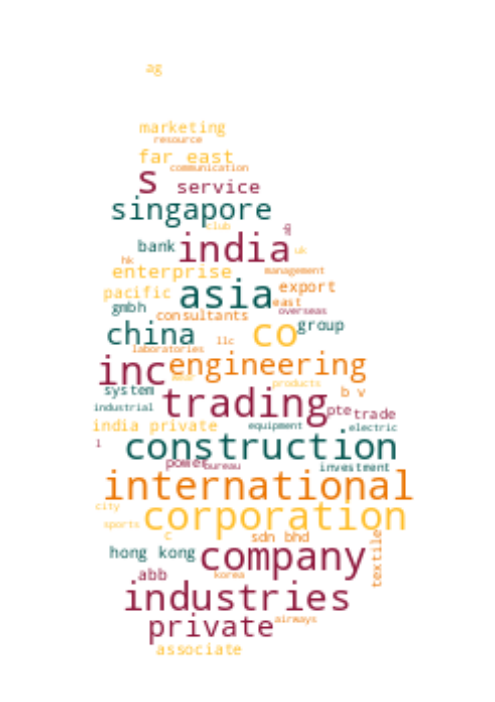 ag
marketing
resource
far east
communication
s service
singapore
club
g
bank india uk
hk
enterprise management
pacific asia export
east
gmbh overseas
consultants
china co group
llc
laboratories
inc engineering
products
system b v
industrial trading pte trade
india private equipment electric
l construction
power bureau investment
international
city
corporation
sports
c sdn bhd
hong kong company textile
abb korea
industries
private airways
associate